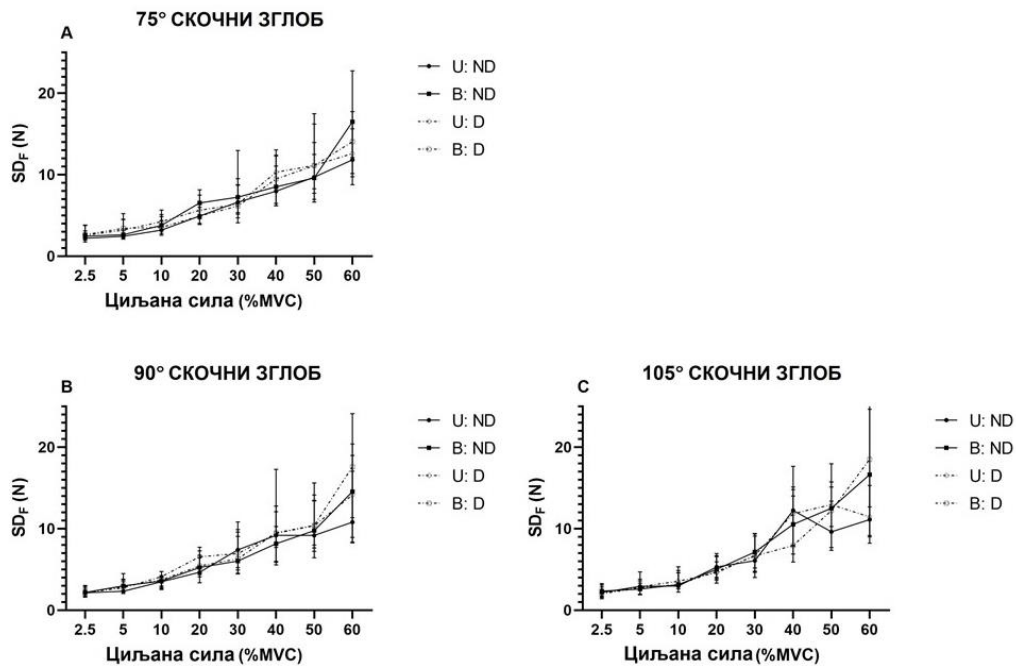 75° СКОЧНИ ЗГЛОБ
A
SD_F (N)
20
10
0
2.5 5 10 20 30 40 50 60
Циљана сила (%MVC)
U: ND
B: ND
U: D
B: D
90° СКОЧНИ ЗГЛОБ
B
SD_F (N)
20
10
0
2.5 5 10 20 30 40 50 60
Циљана сила (%MVC)
U: ND
B: ND
U: D
B: D
105° СКОЧНИ ЗГЛОБ
C
SD_F (N)
20
10
0
2.5 5 10 20 30 40 50 60
Циљана сила (%MVC)
U: ND
B: ND
U: D
B: D